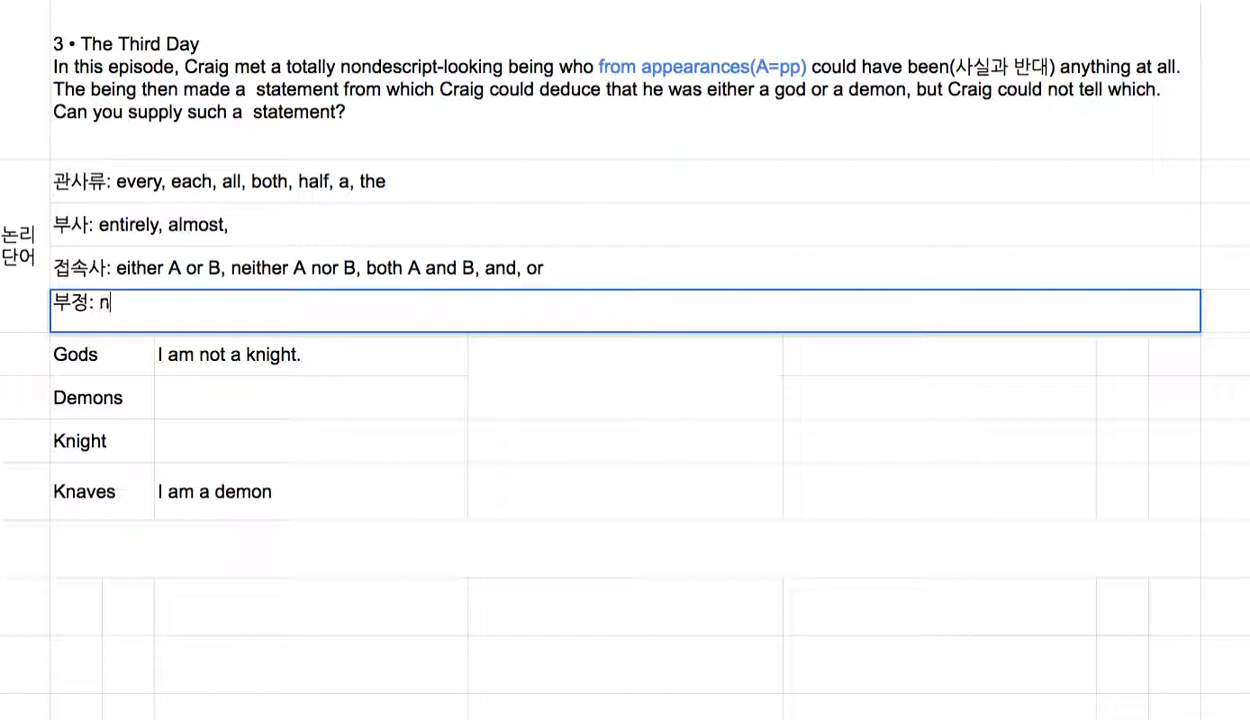 3 • The Third Day
In this episode, Craig met a totally nondescript-looking being who from appearances(A=pp) could have been(사실과 반대) anything at all.
The being then made a  statement from which Craig could deduce that he was either a god or a demon, but Craig could not tell which.
Can you supply such a  statement?
관사류: every, each, all, both, half, a, the
논리
단어
부사: entirely, almost,
접속사: either A or B, neither A nor B, both A and B, and, or
부정: n
Gods I am not a knight.
Demons
Knight
Knaves I am a demon